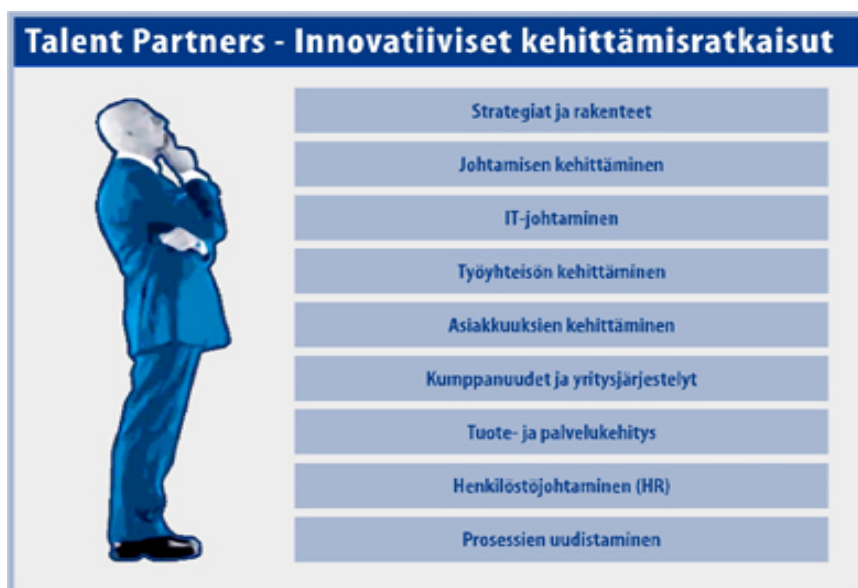 Talent Partners - Innovatiiviset kehittämisratkaisut
Strategiat ja rakenteet
Johtamisen kehittäminen
IT-johtaminen
Työyhteisön kehittäminen
Asiakkuuksien kehittäminen
Kumppanuudet ja yritysjärjestelyt
Tuote- ja palvelukehitys
Henkilöstöjohtaminen (HR)
Prosessien uudistaminen